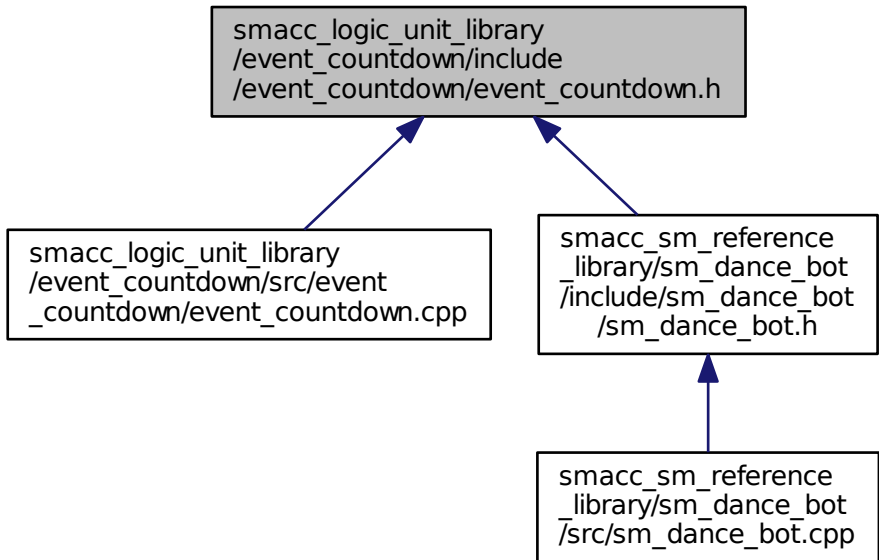 smacc_logic_unit_library
/event_countdown/include
/event_countdown/event_countdown.h
smacc_logic_unit_library
/event_countdown/src/event
_countdown/event_countdown.cpp
smacc_sm_reference
_library/sm_dance_bot
/include/sm_dance_bot
/sm_dance_bot.h
smacc_sm_reference
_library/sm_dance_bot
/src/sm_dance_bot.cpp